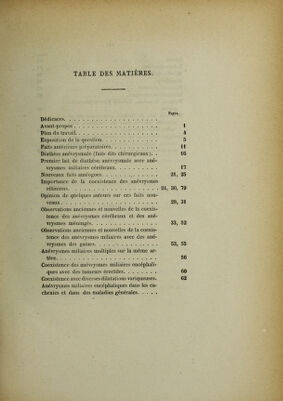 TABLE DES MATIÈRES.
Pages.
Dédicaces.
Avant-propos 1
Plan du travail. 4
Exposition de la question. 5
Faits antérieurs préparatoires. 11
Diathèse anévrysmale (faits dits chirurgicaux). 16
Premier fait de diathèse anévrysmale avec ané-
vrysmes miliaires cérébraux. 17
Nouveaux faits analogues. 21, 25
Importance de la coexistence des anévrysmes
rétiniens. 24, 30, 79
Opinion de quelques auteurs sur ces faits nou-
veaux. 29, 31
Observations anciennes et nouvelles de la coexis-
tence des anévrysmes cérébraux et des ané-
vrysmes méningés. 33, 52
Observations anciennes et nouvelles de la coexis-
tence des anévrysmes miliaires avec des ané-
vrysmes des gaines. 53, 55
Anévrysmes miliaires multiples sur la même ar-
tère. 56
Coexistence des anévrysmes miliaires encéphali-
ques avec des tumeurs érectiles. 60
Coexistence avec diverses dilatations variqueuses. 62
Anévrysmes miliaires encéphaliques dans les ca-
chexies et dans des maladies générales.